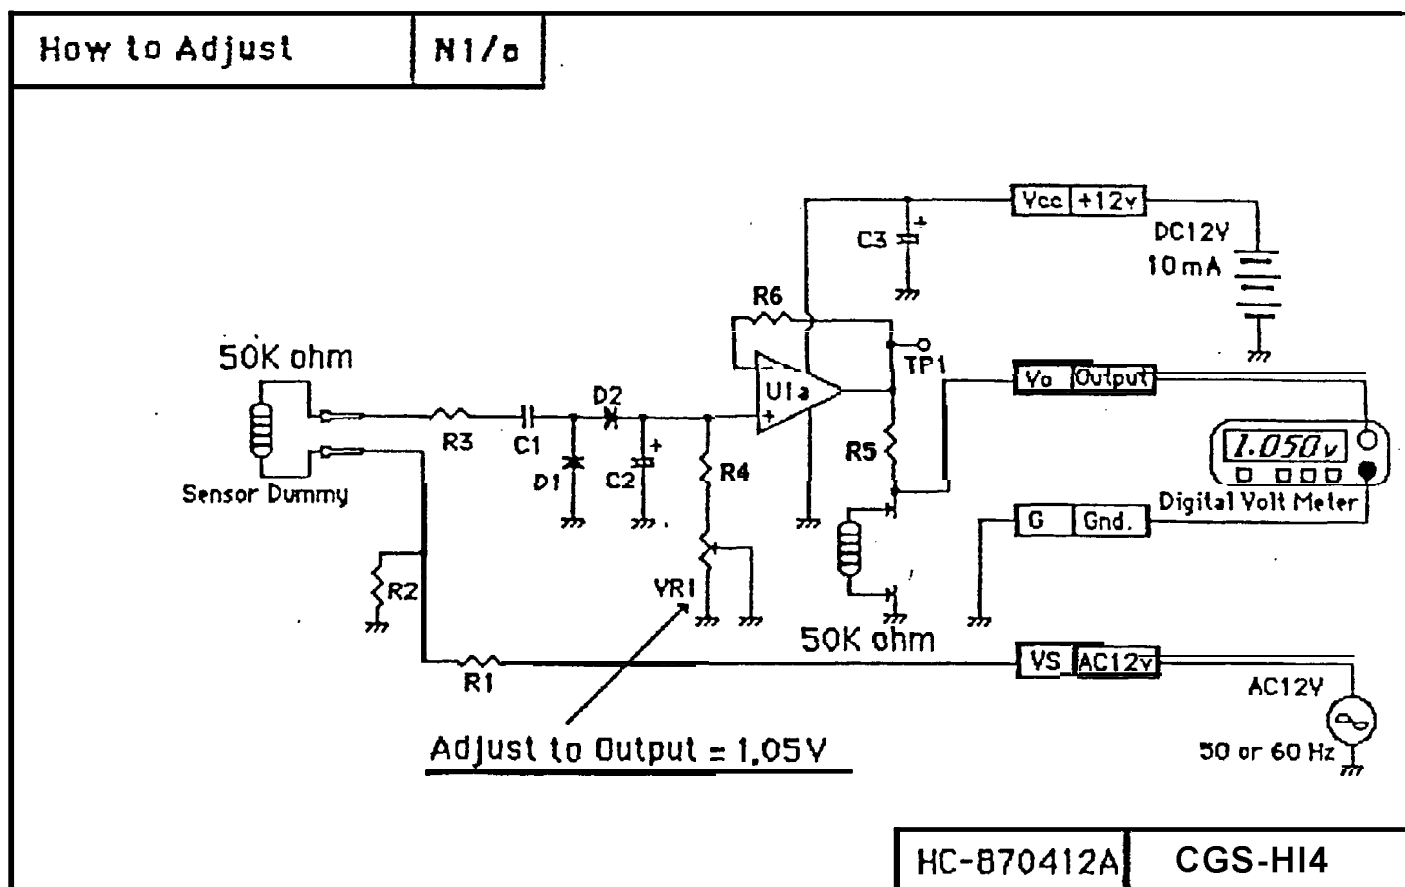 How to Adjust
N1/a
Vcc
+12v
C3
+
DC12V
10mA
R6
50K ohm
TP1
Vo
Output
U1a
D2
+
R3
C1
R5
1.050v
D1
C2
+
R4
Sensor Dummy
Digital Volt Meter
G
Gnd.
R2
VR1
50K ohm
VS
AC12v
R1
AC12V
Adjust to Output = 1.05V
50 or 60 Hz
HC-870412A
CGS-HI4